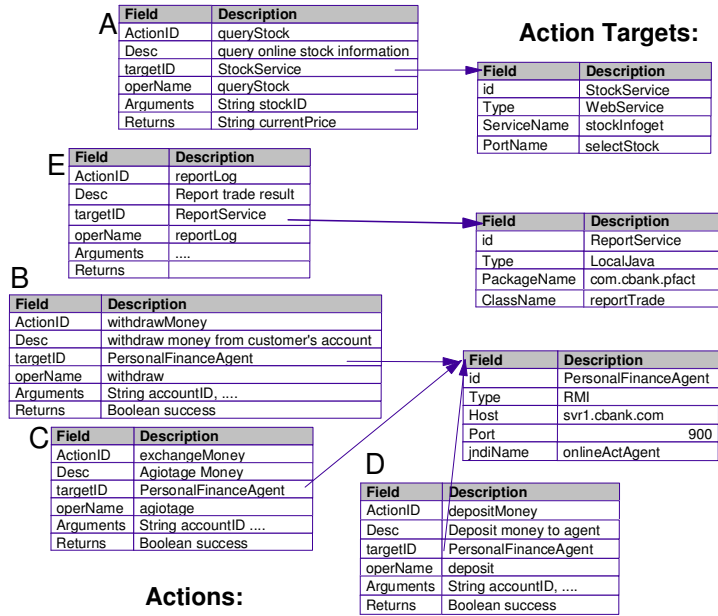 A
Field Description
ActionID queryStock
Desc query online stock information
targetID StockService
operName queryStock
Arguments String stockID
Returns String currentPrice
Action Targets:
Field Description
id StockService
Type WebService
ServiceName stockInfoget
PortName selectStock
E
Field Description
ActionID reportLog
Desc Report trade result
targetID ReportService
operName reportLog
Arguments ....
Returns
Field Description
id ReportService
Type LocalJava
PackageName com.cbank.pfact
ClassName reportTrade
B
Field Description
ActionID withdrawMoney
Desc withdraw money from customer's account
targetID PersonalFinanceAgent
operName withdraw
Arguments String accountID, ....
Returns Boolean success
Field Description
id PersonalFinanceAgent
Type RMI
Host svr1.cbank.com
Port 900
jndiName onlineActAgent
C
Field Description
ActionID exchangeMoney
Desc Agiotage Money
targetID PersonalFinanceAgent
operName agiotage
Arguments String accountID ....
Returns Boolean success
D
Field Description
ActionID depositMoney
Desc Deposit money to agent
targetID PersonalFinanceAgent
operName deposit
Arguments String accountID, ....
Returns Boolean success
Actions: